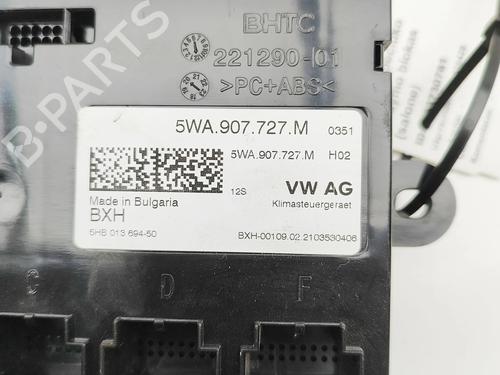 BHTC
221290-01
>PC+ABS<
5WA.907.727.M 0351
5WA.907.727.M H02
12S VW AG
Made in Bulgaria
Klimasteuergeraet
BXH
5HB 013 694-50
BXH-00109.02.2103530406
C D F